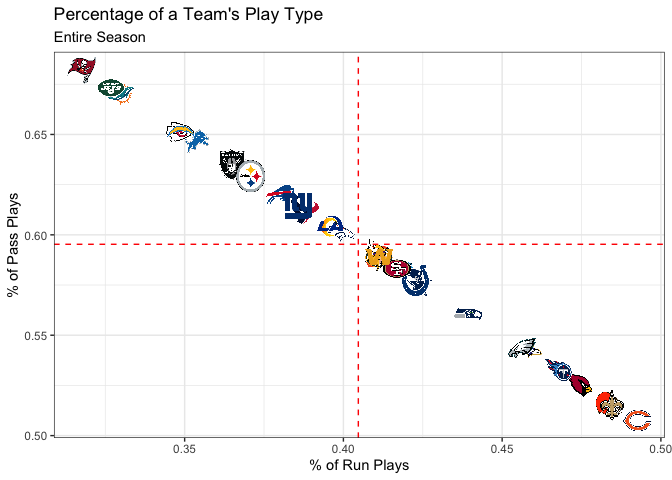 Percentage of a Team's Play Type
Entire Season
% of Pass Plays
0.65
0.60
0.55
0.50
0.35
0.40
0.45
0.50
% of Run Plays